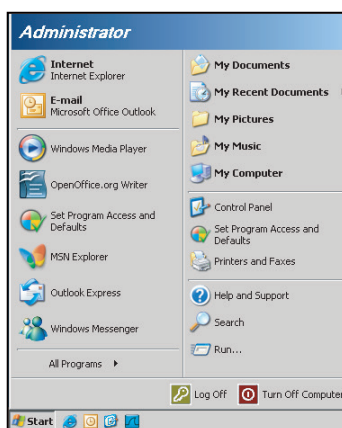 Administrator
Internet
Internet Explorer
E-mail
Microsoft Office Outlook
Windows Media Player
OpenOffice.org Writer
Set Program Access and
Defaults
MSN Explorer
Outlook Express
Windows Messenger
All Programs
My Documents
My Recent Documents
My Pictures
My Music
My Computer
Control Panel
Set Program Access and
Defaults
Printers and Faxes
Help and Support
Search
Run...
Log Off
Turn Off Computer
Start